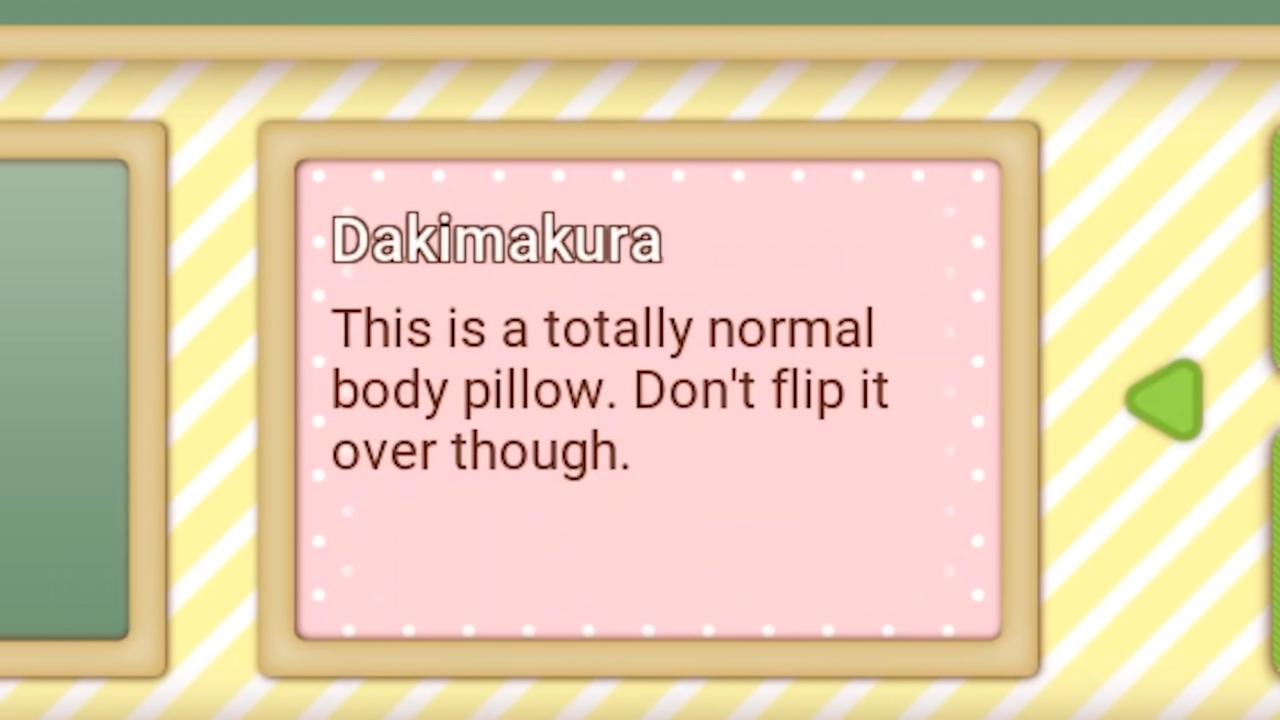 Dakimakura
This is a totally normal
body pillow. Don't flip it
over though.